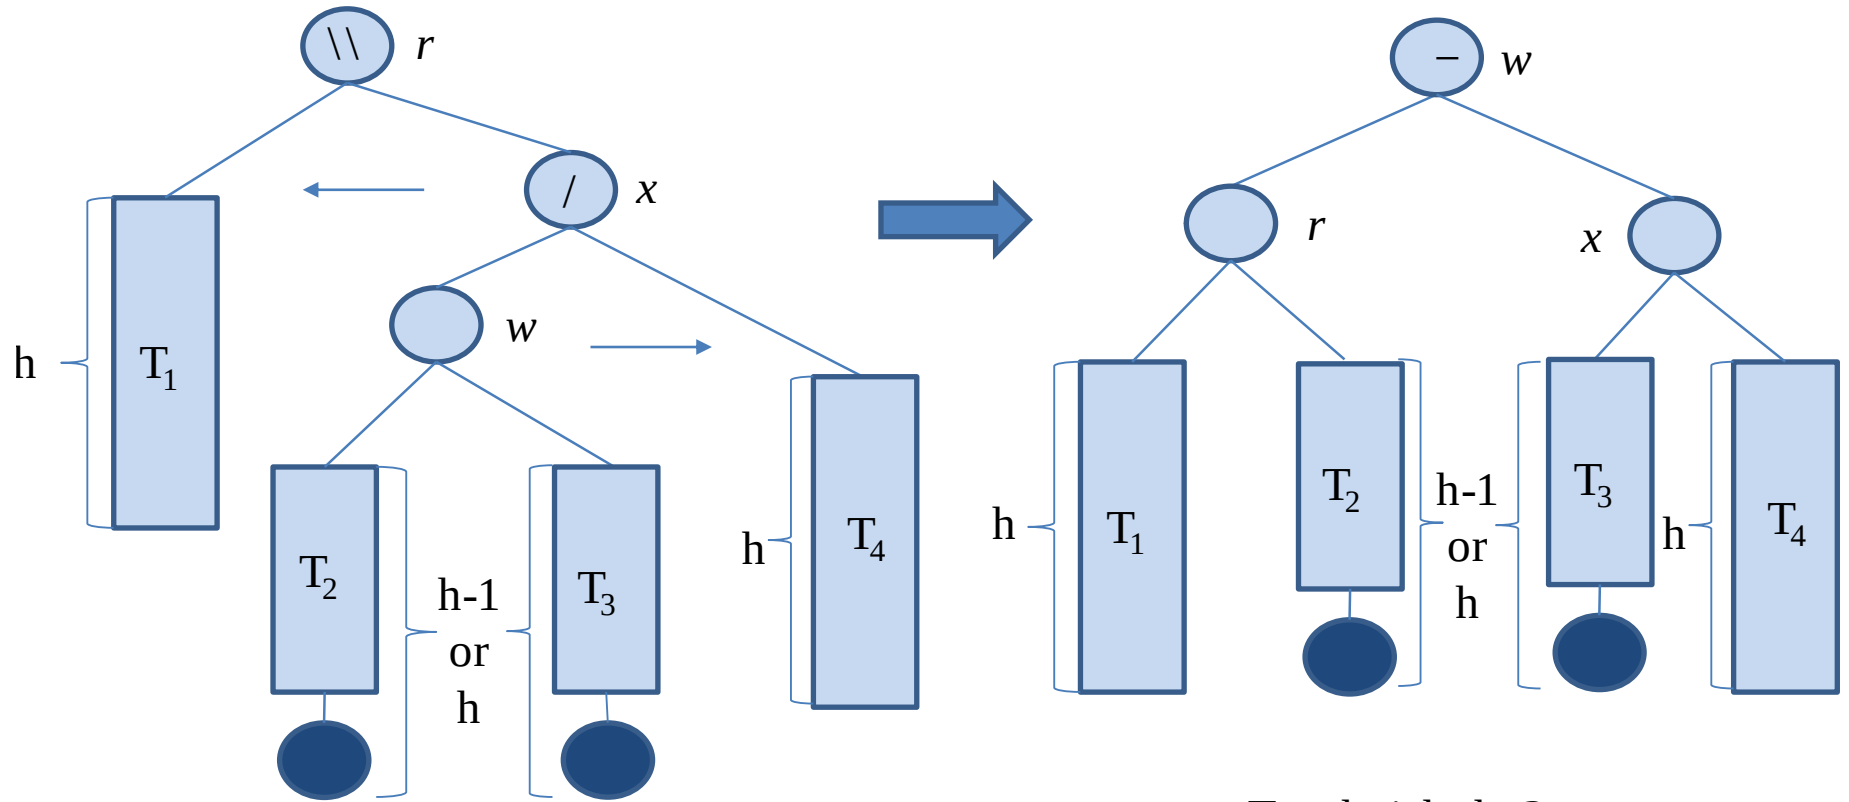 \\ r
/ x
w
h
T1
T2
h-1
or
h
T3
h
T4
– w
r
x
h
T1
T2
h-1
or
h
T3
h
T4